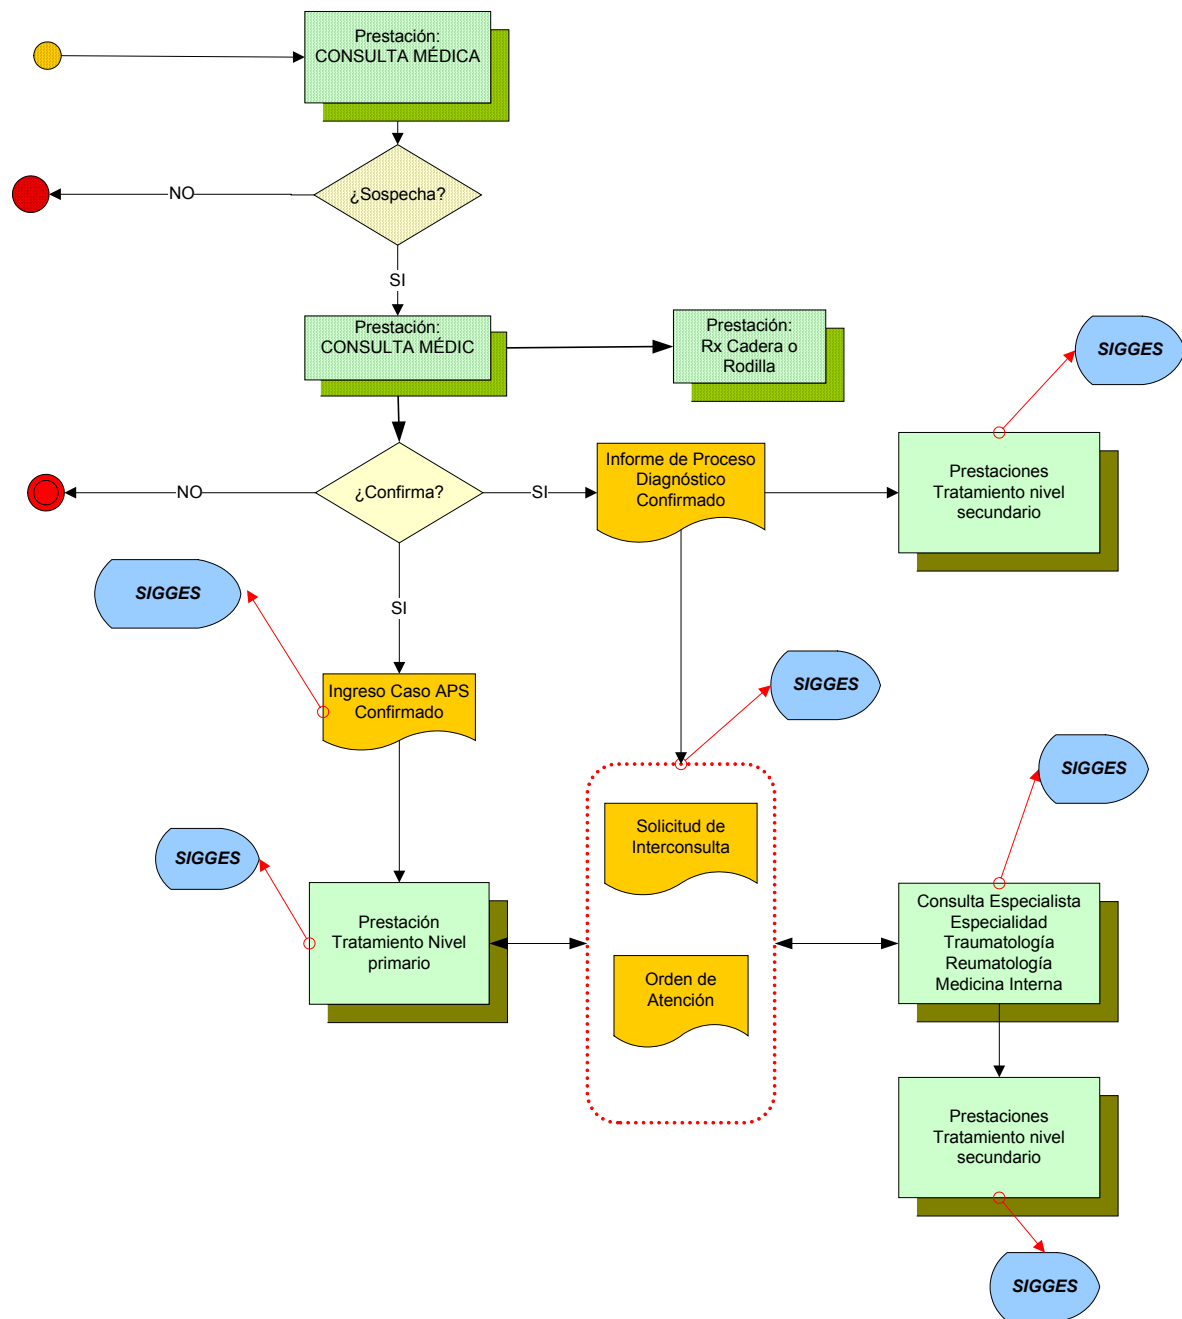 Prestación:
CONSULTA MÉDICA
¿Sospecha?
NO
SI
Prestación:
CONSULTA MÉDIC
Prestación:
Rx Cadera o
Rodilla
SIGGES
¿Confirma?
NO
SI
Informe de Proceso
Diagnóstico
Confirmado
Prestaciones
Tratamiento nivel
secundario
SIGGES
SI
Ingreso Caso APS
Confirmado
SIGGES
SIGGES
Solicitud de
Interconsulta
SIGGES
Prestación
Tratamiento Nivel
primario
Orden de
Atención
Consulta Especialista
Especialidad
Traumatología
Reumatología
Medicina Interna
Prestaciones
Tratamiento nivel
secundario
SIGGES